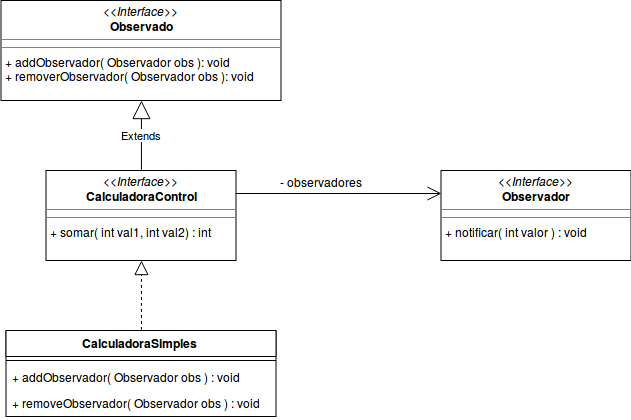 <<Interface>>
Observado
+ addObservador( Observador obs ): void
+ removerObservador( Observador obs ): void
Extends
<<Interface>>
CalculadoraControl
+ somar( int val1, int val2) : int
- observadores
<<Interface>>
Observador
+ notificar( int valor ) : void
CalculadoraSimples
+ addObservador( Observador obs ) : void
+ removeObservador( Observador obs ) : void